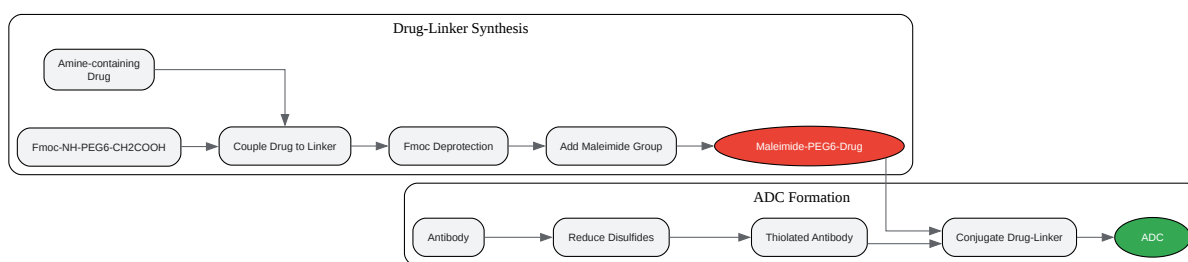 Drug-Linker Synthesis
Amine-containing
Drug
Fmoc-NH-PEG6-CH2COOH
Couple Drug to Linker
Fmoc Deprotection
Add Maleimide Group
Maleimide-PEG6-Drug
ADC Formation
Antibody
Reduce Disulfides
Thiolated Antibody
Conjugate Drug-Linker
ADC